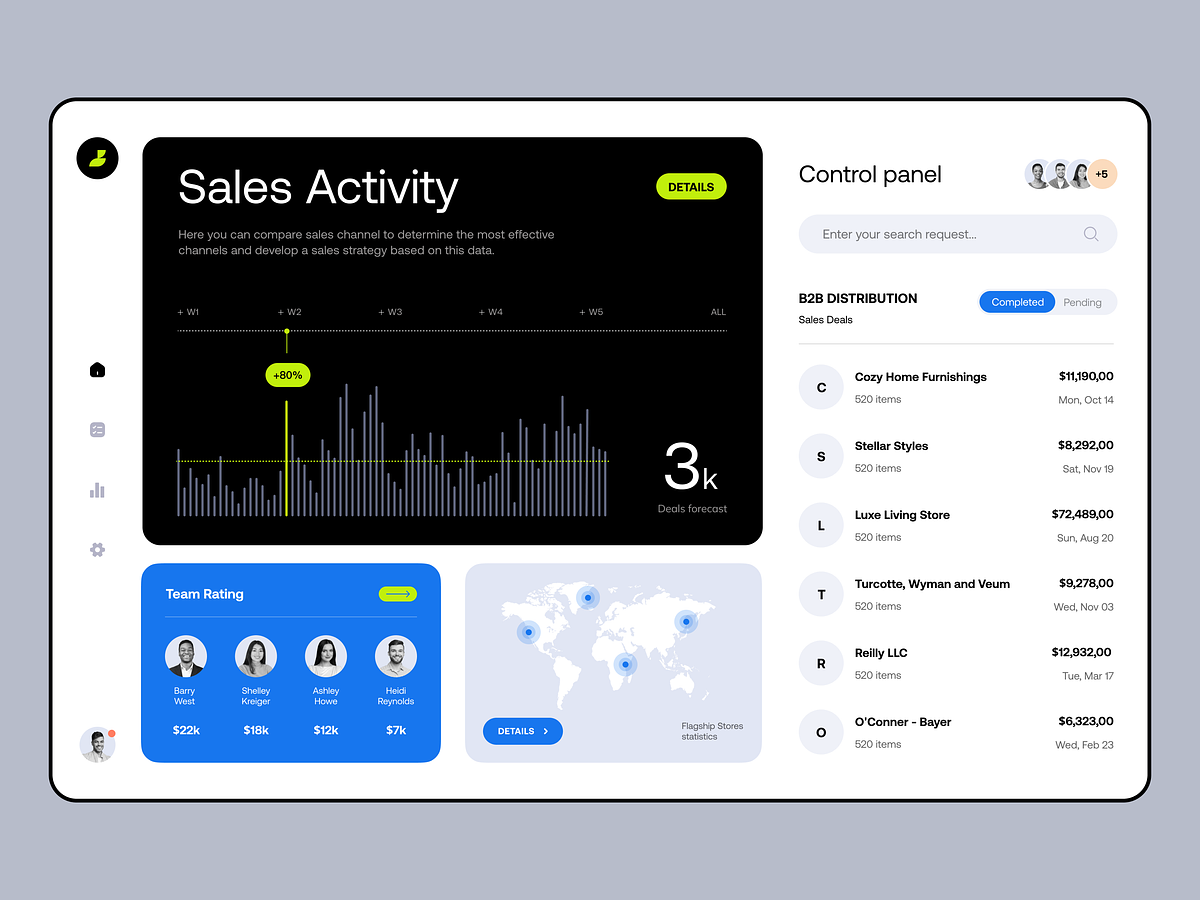 Sales Activity
DETAILS
Here you can compare sales channel to determine the most effective
channels and develop a sales strategy based on this data.
+ W1
+ W2
+ W3
+ W4
+ W5
ALL
+80%
3k
Deals forecast
Team Rating
Barry
West
$22k
Shelley
Kreiger
$18k
Ashley
Howe
$12k
Heidi
Reynolds
$7k
DETAILS >
Flagship Stores
statistics
Control panel
+5
Enter your search request...
B2B DISTRIBUTION
Sales Deals
Completed
Pending
C
Cozy Home Furnishings
$11,190,00
520 items
Mon, Oct 14
S
Stellar Styles
$8,292,00
520 items
Sat, Nov 19
L
Luxe Living Store
$72,489,00
520 items
Sun, Aug 20
T
Turcotte, Wyman and Veum
$9,278,00
520 items
Wed, Nov 03
R
Reilly LLC
$12,932,00
520 items
Tue, Mar 17
O
O'Conner - Bayer
$6,323,00
520 items
Wed, Feb 23